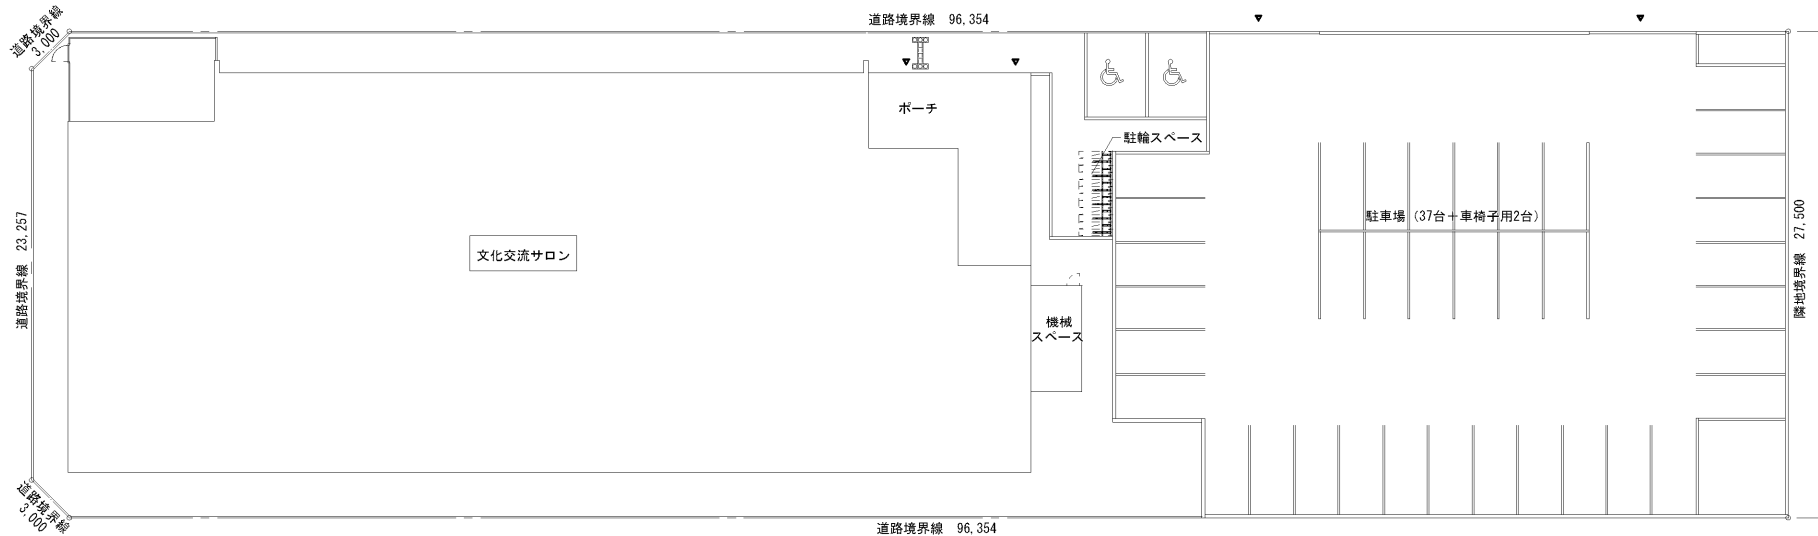 道路境界線 96,354
道路境界線
3,000
ポーチ
駐輪スペース
駐車場（37台＋車椅子用2台）
道路境界線 23,257
文化交流サロン
隣地境界線 27,500
機械
スペース
道路境界線
3,000
道路境界線 96,354